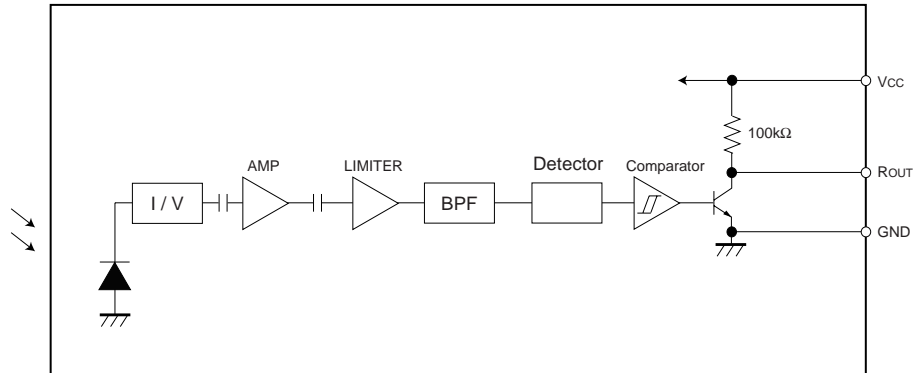 Vcc
100kΩ
AMP
LIMITER
Detector
Comparator
ROUT
I / V
BPF
GND